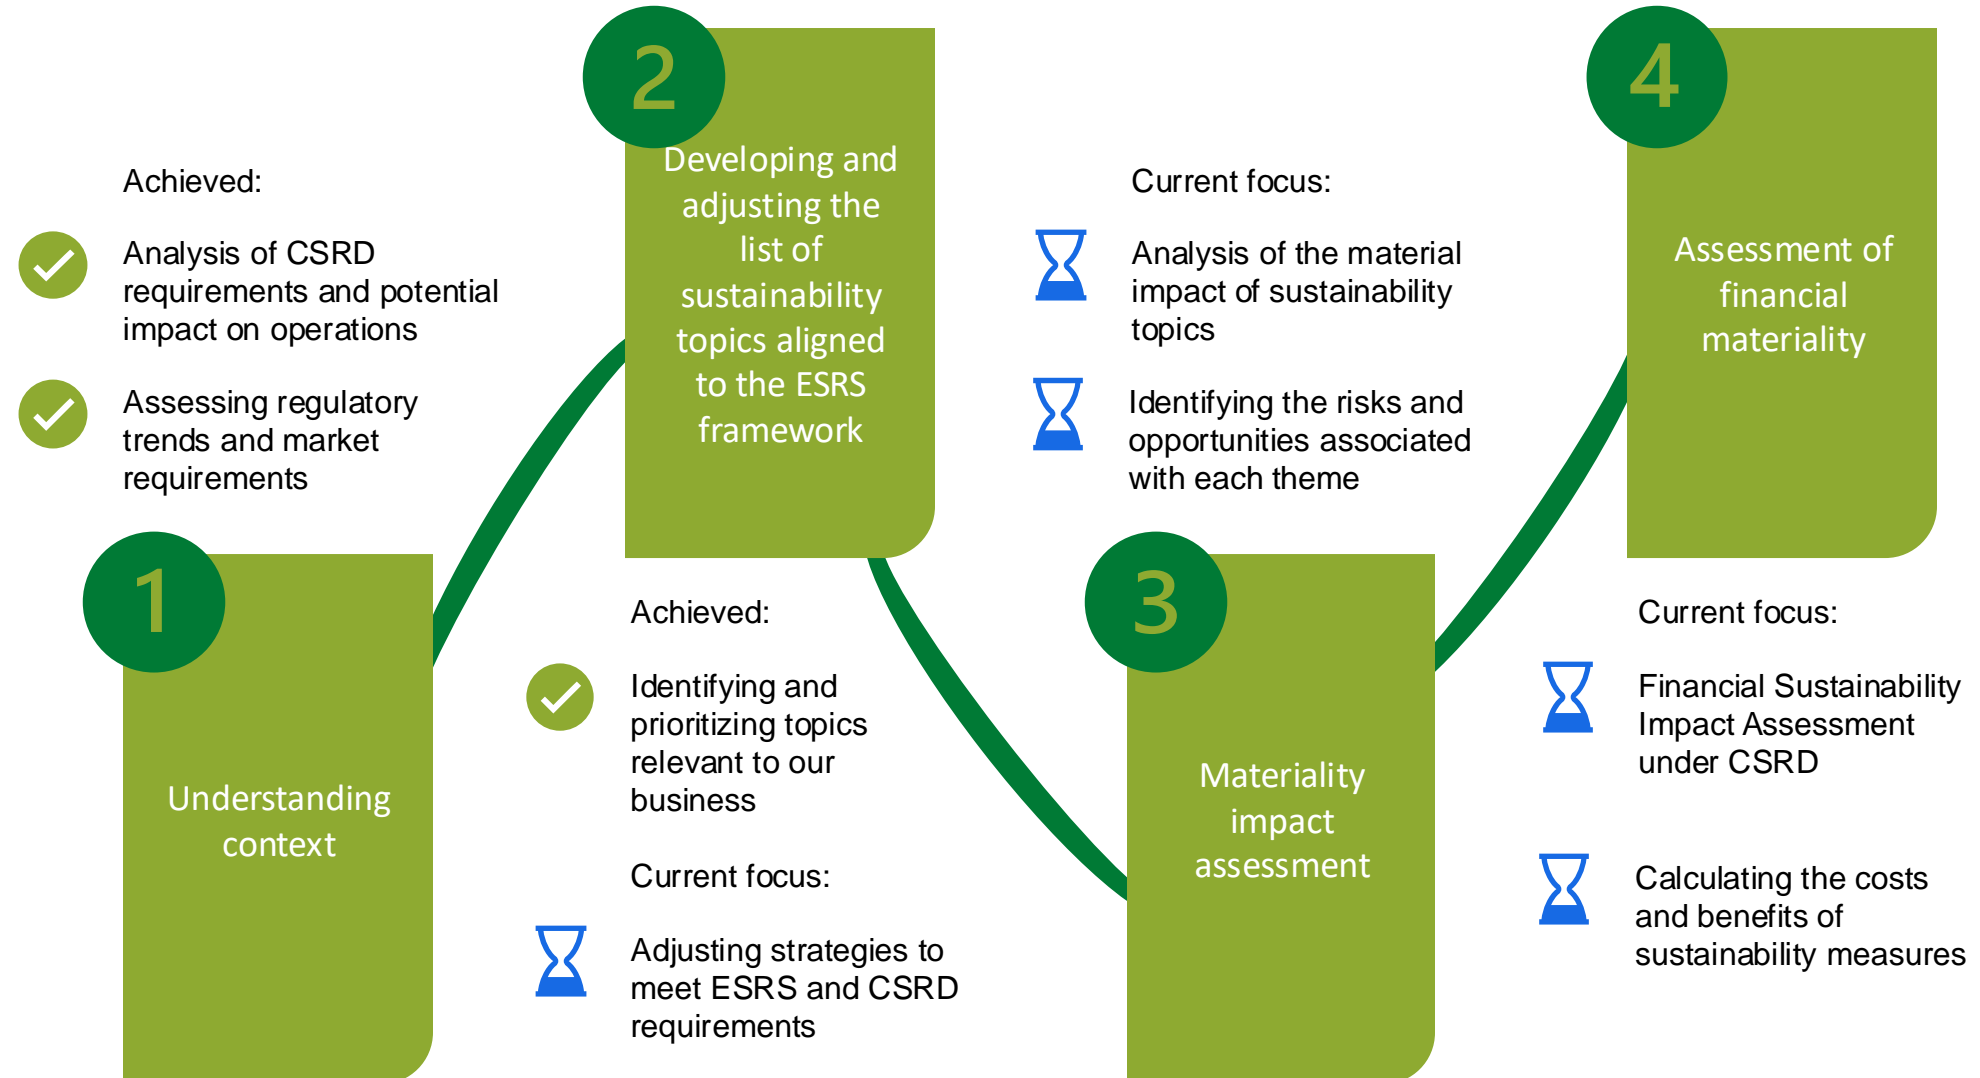 1
Understanding
context
Achieved:
Analysis of CSRD
requirements and potential
impact on operations
Assessing regulatory
trends and market
requirements
2
Developing and
adjusting the
list of
sustainability
topics aligned
to the ESRS
framework
Achieved:
Identifying and
prioritizing topics
relevant to our
business
Current focus:
Adjusting strategies to
meet ESRS and CSRD
requirements
3
Materiality
impact
assessment
Current focus:
Analysis of the material
impact of sustainability
topics
Identifying the risks and
opportunities associated
with each theme
4
Assessment of
financial
materiality
Current focus:
Financial Sustainability
Impact Assessment
under CSRD
Calculating the costs
and benefits of
sustainability measures